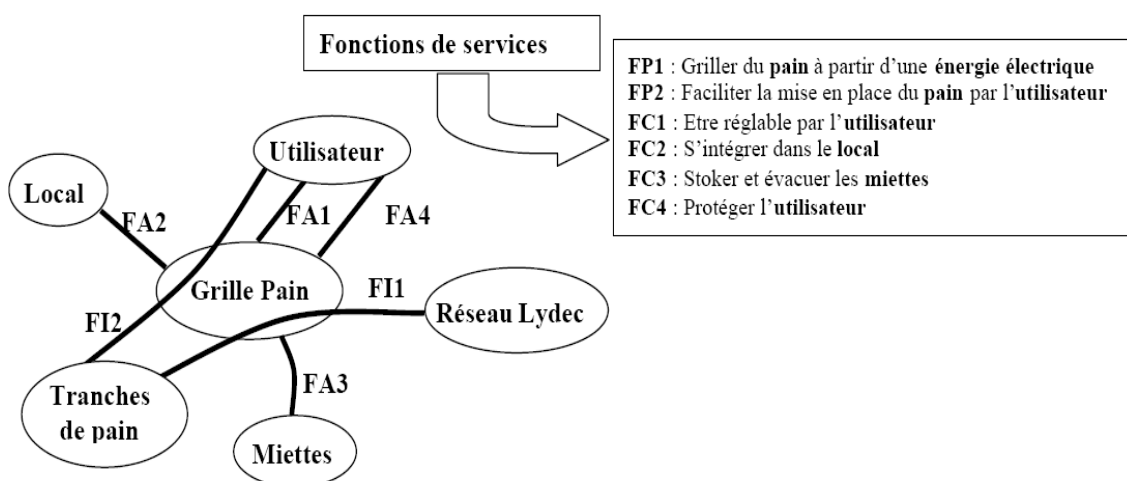 Fonctions de services
FP1 : Griller du pain à partir d’une énergie électrique
FP2 : Faciliter la mise en place du pain par l’utilisateur
FC1 : Etre réglable par l’utilisateur
FC2 : S’intégrer dans le local
FC3 : Stoker et évacuer les miettes
FC4 : Protéger l’utilisateur
Utilisateur
Local
FA2
FA1
FA4
Grille Pain
FI1
Réseau Lydec
FI2
Tranches
de pain
FA3
Miettes